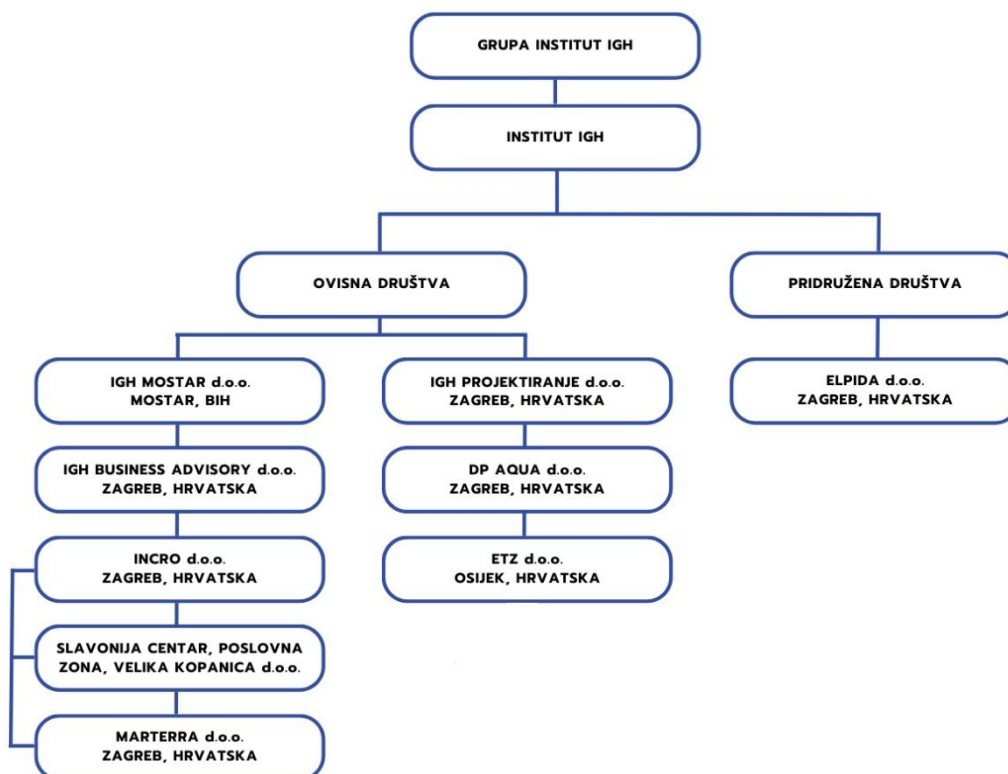 GRUPA INSTITUT IGH
INSTITUT IGH
OVISNA DRUŠTVA
PRIDRUŽENA DRUŠTVA
IGH MOSTAR d.o.o.
MOSTAR, BIH
IGH PROJEKTIRANJE d.o.o.
ZAGREB, HRVATSKA
ELPIDA d.o.o.
ZAGREB, HRVATSKA
IGH BUSINESS ADVISORY d.o.o.
ZAGREB, HRVATSKA
DP AQUA d.o.o.
ZAGREB, HRVATSKA
INCRO d.o.o.
ZAGREB, HRVATSKA
ETZ d.o.o.
OSIJEK, HRVATSKA
SLAVONIJA CENTAR, POSLOVNA
ZONA, VELIKA KOPANICA d.o.o.
MARTERRA d.o.o.
ZAGREB, HRVATSKA